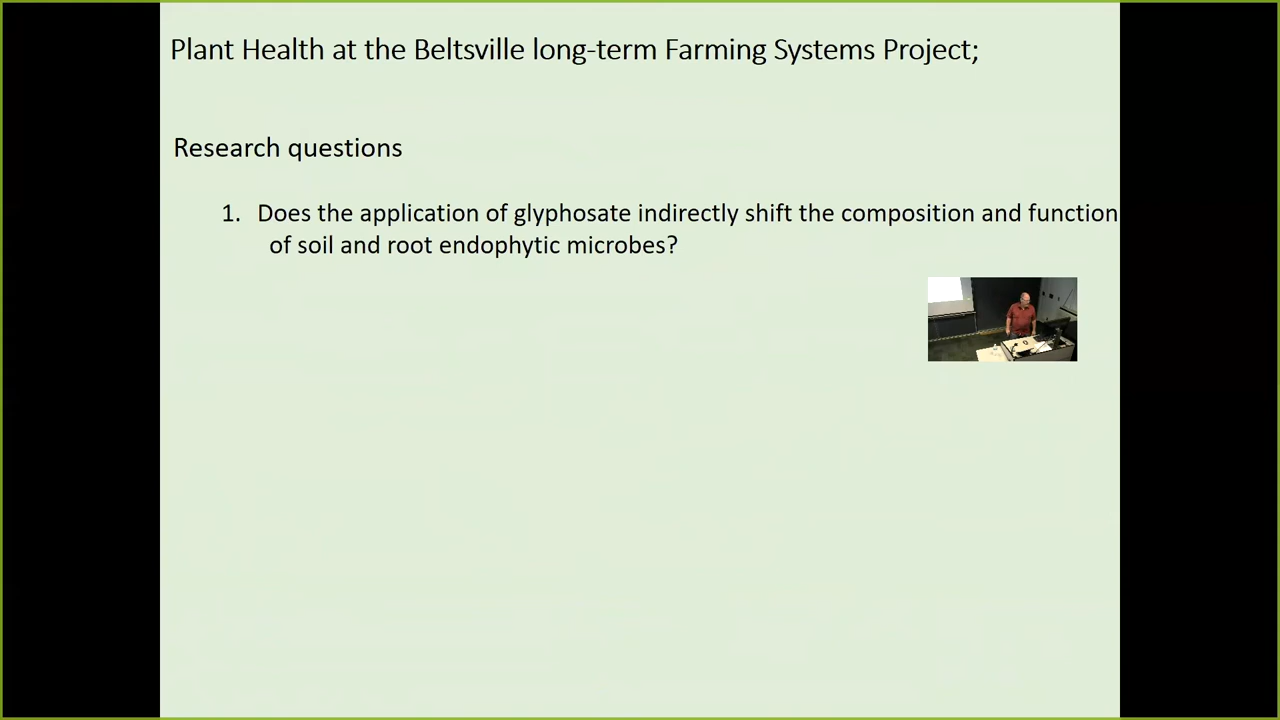 Plant Health at the Beltsville long-term Farming Systems Project;
Research questions
1. Does the application of glyphosate indirectly shift the composition and function
of soil and root endophytic microbes?